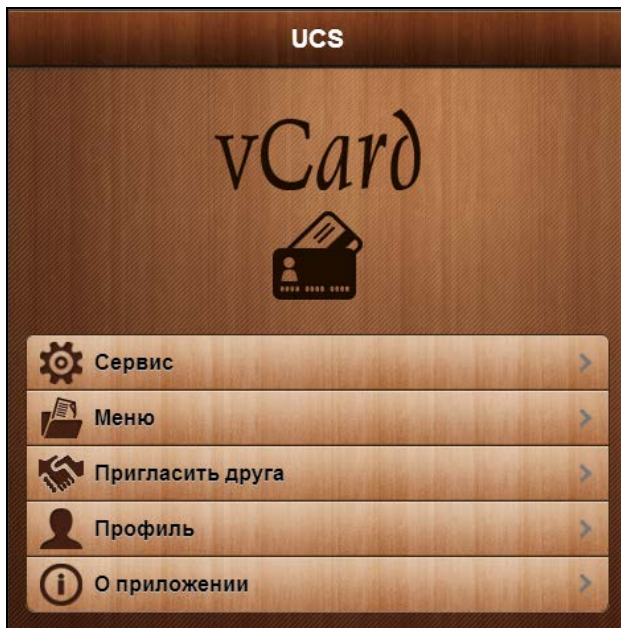 UCS
vCard
Сервис
Меню
Пригласить друга
Профиль
О приложении